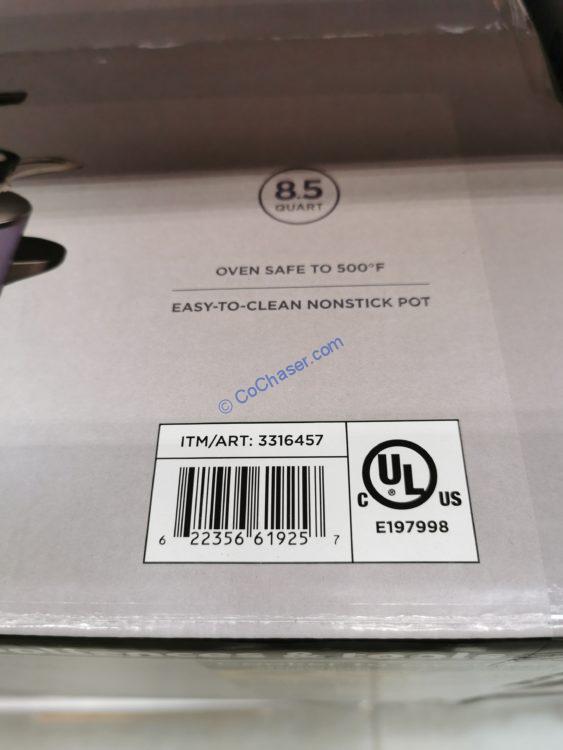 8.5
QUART
OVEN SAFE TO 500°F
EASY-TO-CLEAN NONSTICK POT
© CoChaser.com
ITM/ART: 3316457
6 22356 61925 7
UL
®
C US
E197998